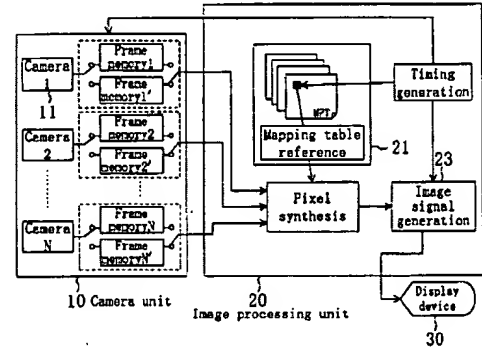 Camera
1
11
Frame
memory1
Frame
memory1'
Camera
2
Frame
memory2
Frame
memory2'
Camera
N
Frame
memoryN
Frame
memoryN'
10 Camera unit
MPT
Mapping table
reference
21
Timing
generation
23
Pixel
synthesis
Image
signal
generation
20
Image processing unit
Display
device
30